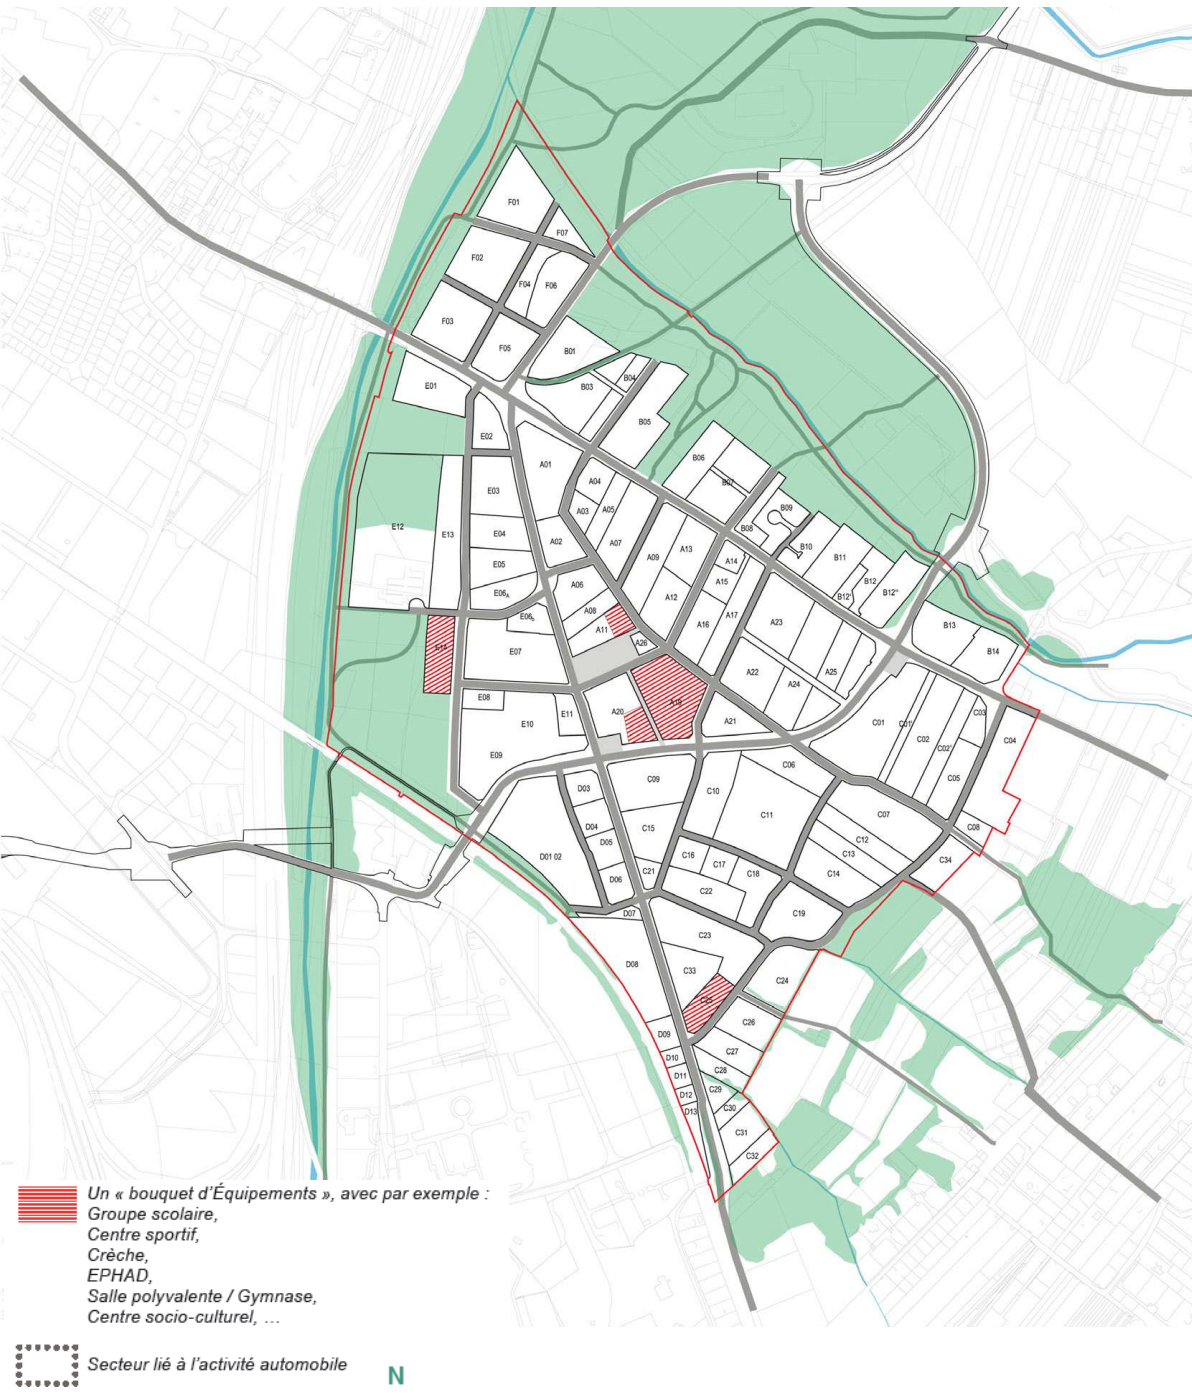 F01
F07
F02
F04
F06
F03
F05
B01
E01
B04
B03
B05
E02
A01
B06
A04
E03
B07
A03
A05
B09
E12
B08
E13
E04
A02
A07
A13
B10
A09
B11
A14
E05
A06
A15
B12
E06A
A12
B12'
B12"
A08
E06B
A17
A11
A16
A23
B13
E14
A26
E07
B14
A22
A25
A24
E08
A18
A20
E11
C03
A21
E10
C01
C01'
C02
C04
E09
C02'
C06
C09
C05
D03
C10
C07
C11
D04
C15
C08
D05
C12
C13
D01 02
C16
C34
C17
C21
C18
C14
D06
C22
D07
C19
C23
D08
C33
C24
C25
C26
D09
C27
D10
C28
D11
C29
D12
C30
D13
C31
C32
Un « bouquet d’Équipements », avec par exemple :
Groupe scolaire,
Centre sportif,
Crèche,
EPHAD,
Salle polyvalente / Gymnase,
Centre socio-culturel, …
Secteur lié à l’activité automobile
N